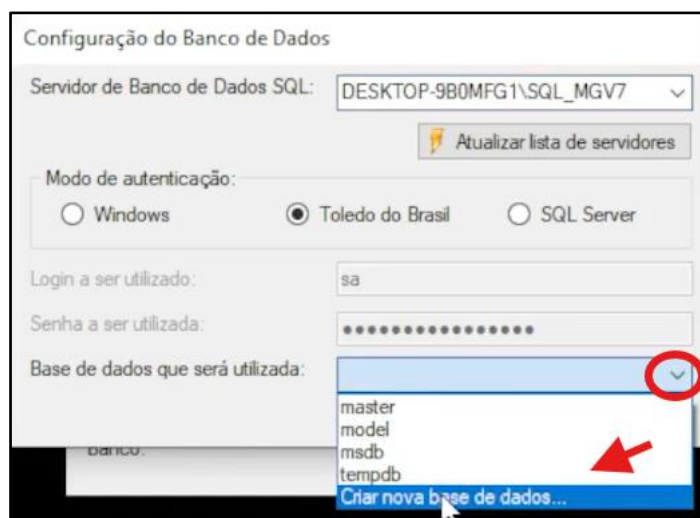 Configuração do Banco de Dados
Servidor de Banco de Dados SQL: DESKTOP-9B0MFG1\SQL_MGV7
Atualizar lista de servidores
Modo de autenticação:
Windows Toledo do Brasil SQL Server
Login a ser utilizado: sa
Senha a ser utilizada: ●●●●●●●●●●●●●●●●
Base de dados que será utilizada:
master
model
msdb
banco:
tempdb
Criar nova base de dados...